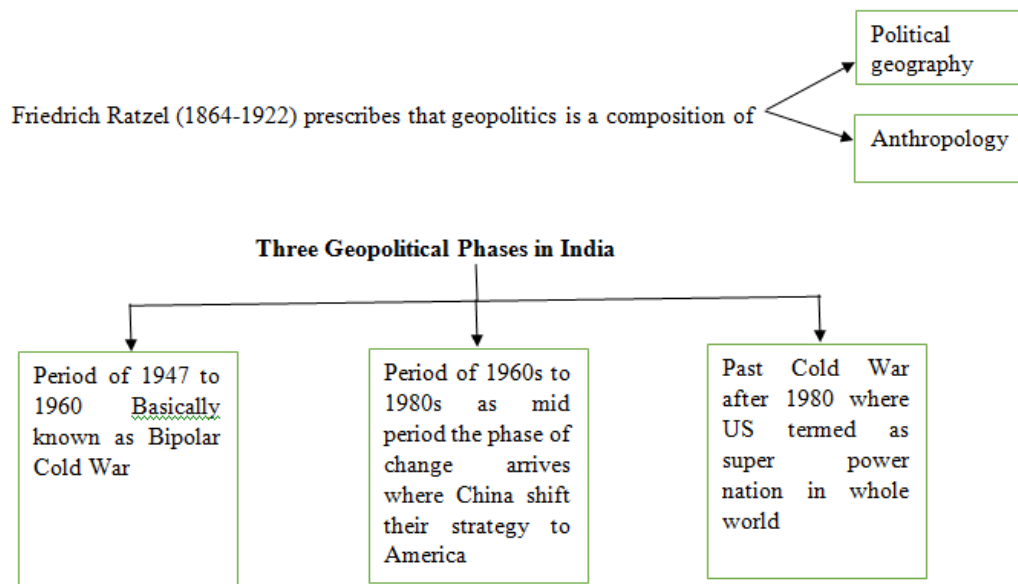 Political
geography
Friedrich Ratzel (1864-1922) prescribes that geopolitics is a composition of
Anthropology
Three Geopolitical Phases in India
Period of 1947 to
1960 Basically
known as Bipolar
Cold War
Period of 1960s to
1980s as mid
period the phase of
change arrives
where China shift
their strategy to
America
Past Cold War
after 1980 where
US termed as
super power
nation in whole
world